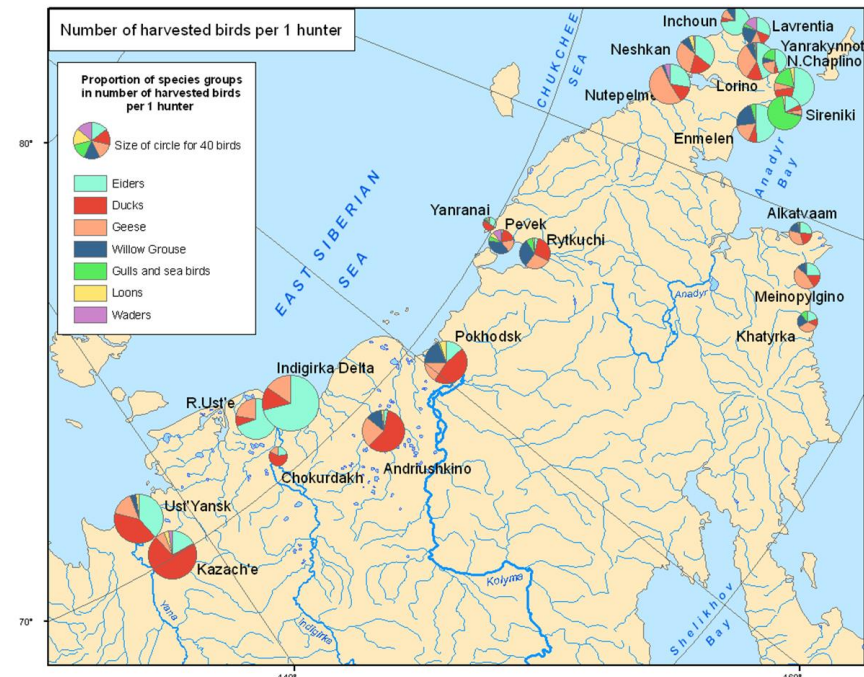 Number of harvested birds per 1 hunter
Proportion of species groups
in number of harvested birds
per 1 hunter
Size of circle for 40 birds
Eiders
Ducks
Geese
Willow Grouse
Gulls and sea birds
Loons
Waders
CHUKCHEE
SEA
Inchoun
Lavrentia
Neshkan
Yanrakynnot
N.Chaplino
Lorino
Nutepelme
Sireniki
Enmelen
Anadyr
Bay
80°
EAST SIBERIAN
SEA
Yanranai
Pevek
Rytkuchi
Alkatvaam
Anadyr
Meinopylgino
Khatyrka
Pokhodsk
Indigirka Delta
R.Ust'e
Andriushkino
Chokurdakh
Ust'Yansk
Kazach'e
Kolyma
Yana
Indigirka
Shelikhov
Bay
70°
140°
160°